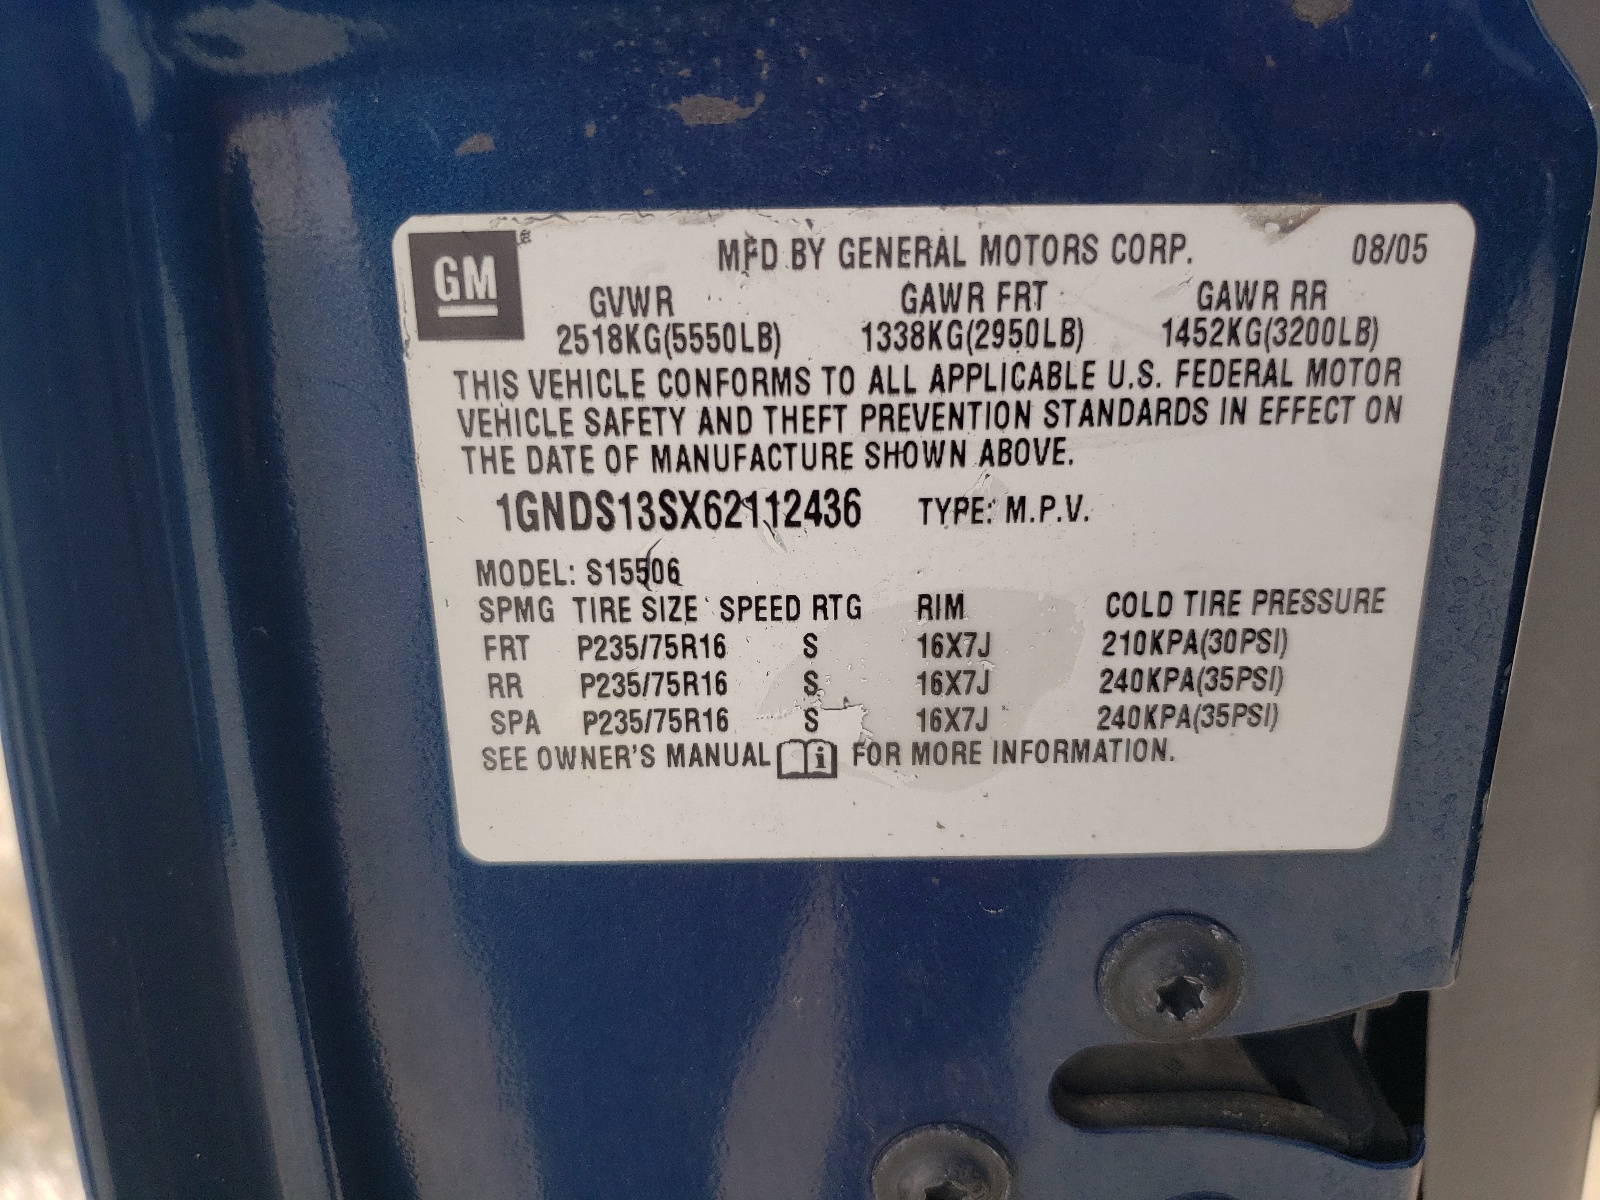 GM®
MFD BY GENERAL MOTORS CORP. 08/05
GVWR GAWR FRT GAWR RR
2518KG(5550LB) 1338KG(2950LB) 1452KG(3200LB)
THIS VEHICLE CONFORMS TO ALL APPLICABLE U.S. FEDERAL MOTOR
VEHICLE SAFETY AND THEFT PREVENTION STANDARDS IN EFFECT ON
THE DATE OF MANUFACTURE SHOWN ABOVE.
1GNDS13SX62112436 TYPE: M.P.V.
MODEL: S15506
SPMG TIRE SIZE SPEED RTG RIM COLD TIRE PRESSURE
FRT P235/75R16 S 16X7J 210KPA(30PSI)
RR P235/75R16 S 16X7J 240KPA(35PSI)
SPA P235/75R16 S 16X7J 240KPA(35PSI)
SEE OWNER'S MANUAL i FOR MORE INFORMATION.